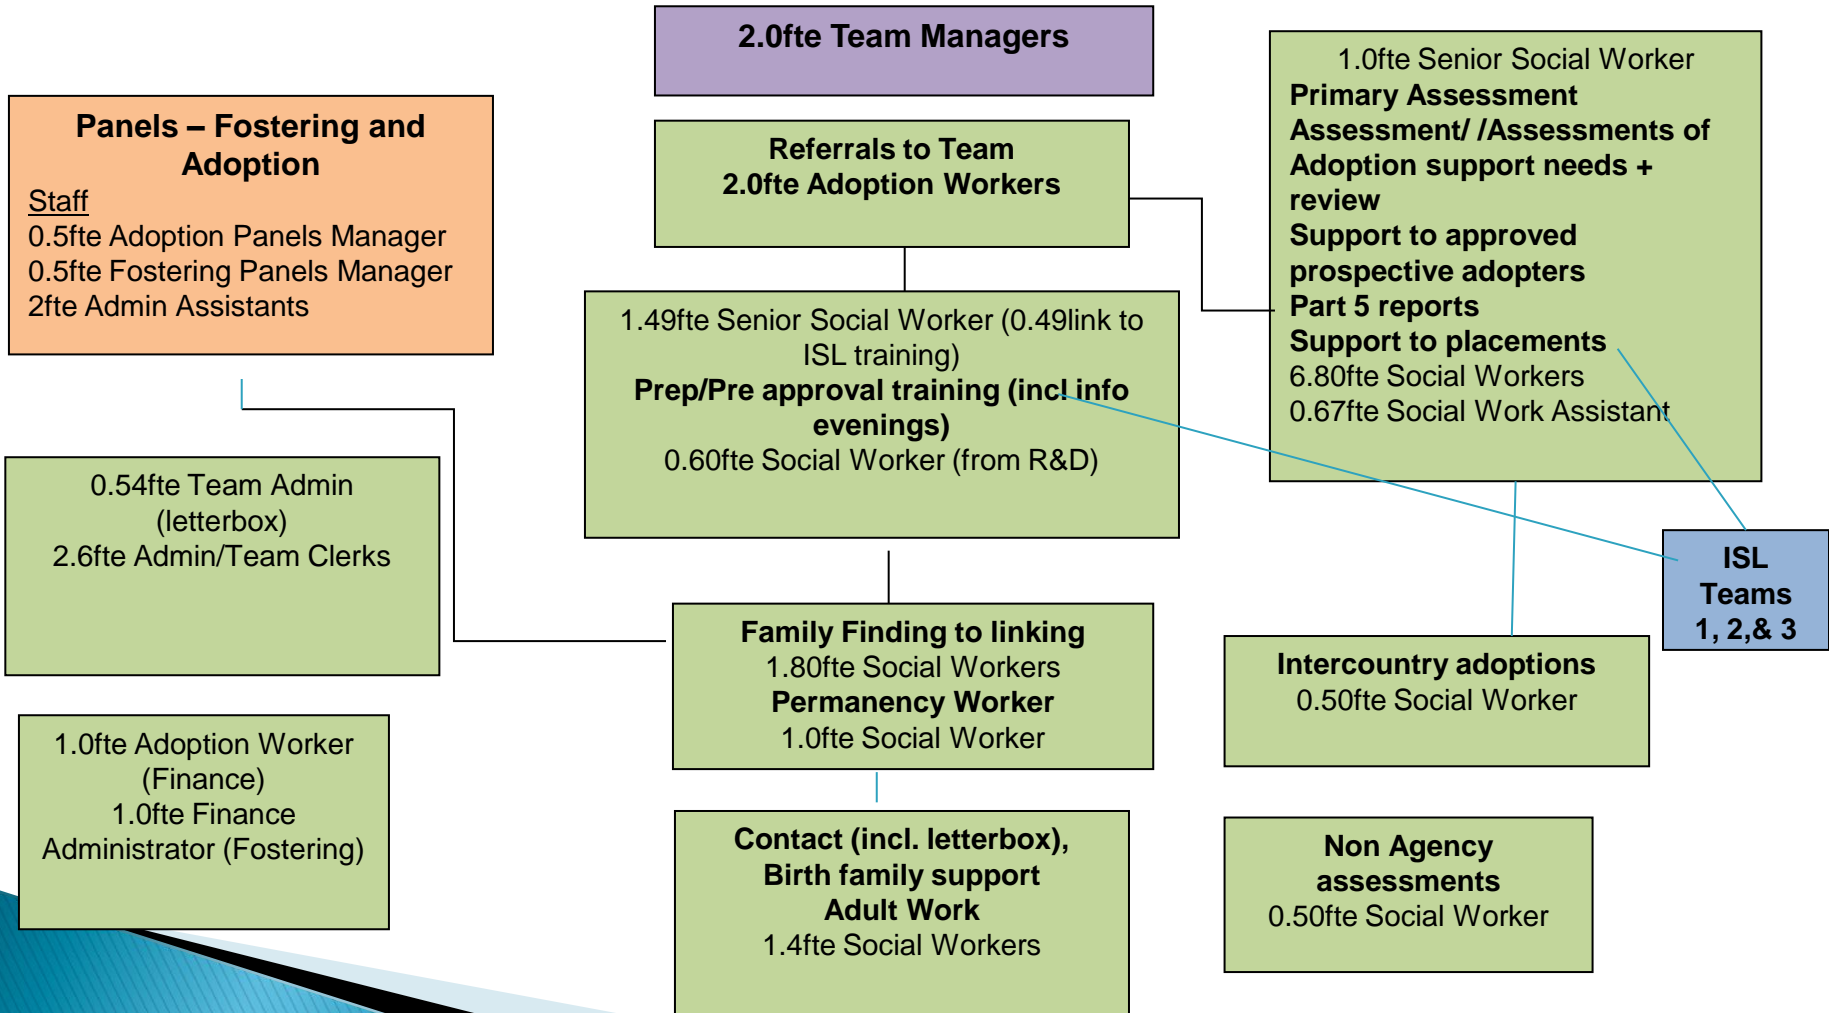 2.0fte Team Managers
Panels – Fostering and
Adoption
Staff
0.5fte Adoption Panels Manager
0.5fte Fostering Panels Manager
2fte Admin Assistants
Referrals to Team
2.0fte Adoption Workers
1.0fte Senior Social Worker
Primary Assessment
Assessment/ /Assessments of
Adoption support needs +
review
Support to approved
prospective adopters
Part 5 reports
Support to placements
6.80fte Social Workers
0.67fte Social Work Assistant
1.49fte Senior Social Worker (0.49link to
ISL training)
Prep/Pre approval training (incl info
evenings)
0.60fte Social Worker (from R&D)
0.54fte Team Admin
(letterbox)
2.6fte Admin/Team Clerks
ISL
Teams
1, 2,& 3
Family Finding to linking
1.80fte Social Workers
Permanency Worker
1.0fte Social Worker
Intercountry adoptions
0.50fte Social Worker
1.0fte Adoption Worker
(Finance)
1.0fte Finance
Administrator (Fostering)
Contact (incl. letterbox),
Birth family support
Adult Work
1.4fte Social Workers
Non Agency
assessments
0.50fte Social Worker